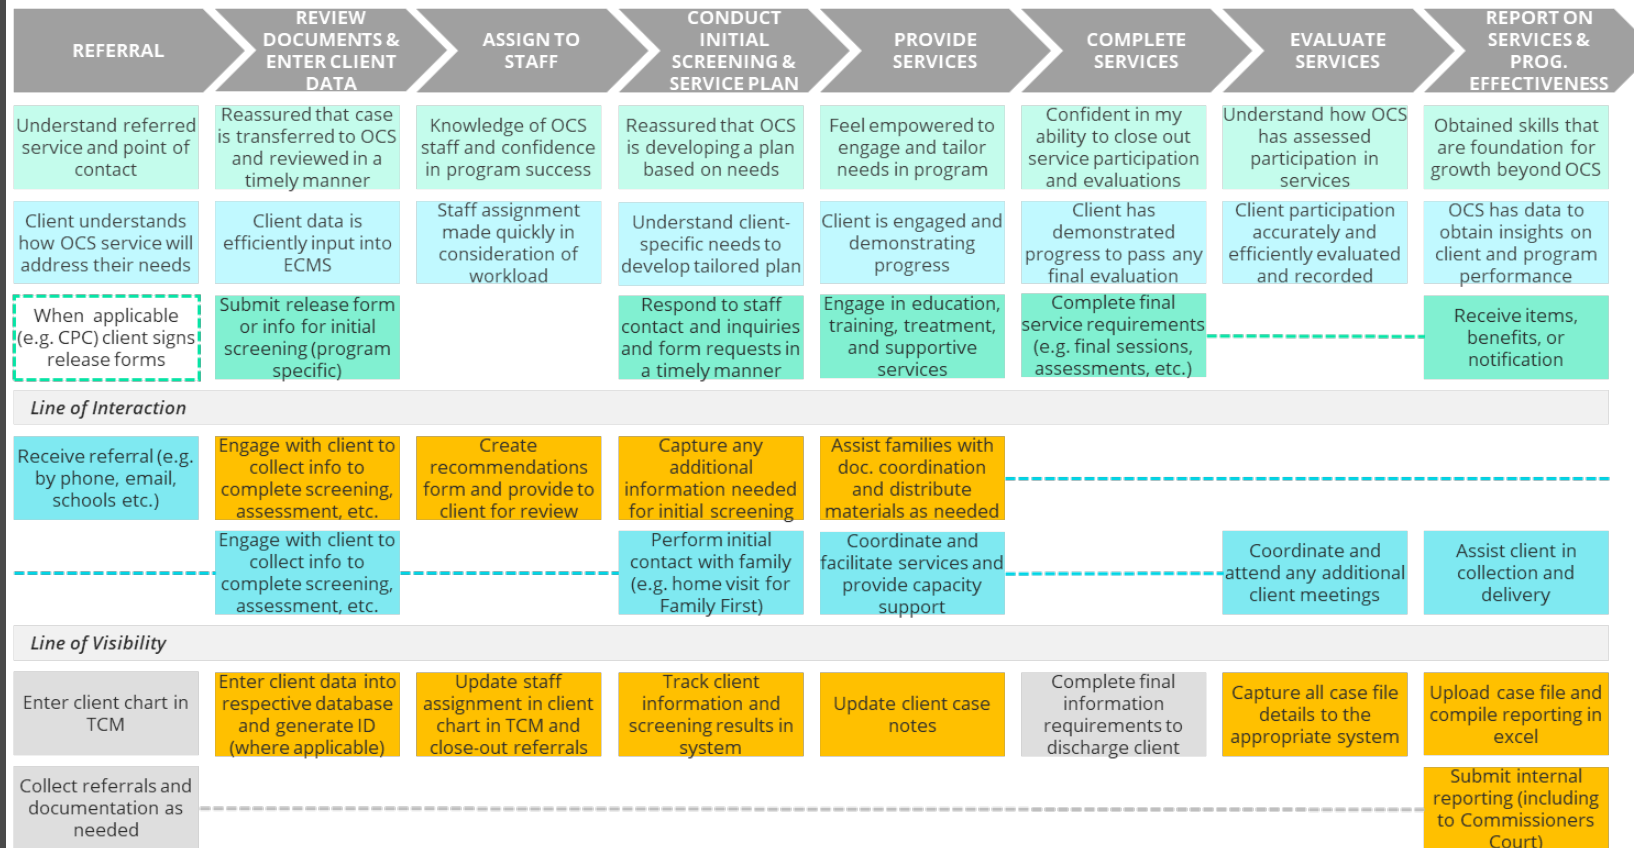 REFERRAL
REVIEW
DOCUMENTS &
ENTER CLIENT
DATA
ASSIGN TO
STAFF
CONDUCT
INITIAL
SCREENING &
SERVICE PLAN
PROVIDE
SERVICES
COMPLETE
SERVICES
EVALUATE
SERVICES
REPORT ON
SERVICES &
PROG.
EFFECTIVENESS
Understand referred
service and point of
contact
Reassured that case
is transferred to OCS
and reviewed in a
timely manner
Knowledge of OCS
staff and confidence
in program success
Reassured that OCS
is developing a plan
based on needs
Feel empowered to
engage and tailor
needs in program
Confident in my
ability to close out
service participation
and evaluations
Understand how OCS
has assessed
participation in
services
Obtained skills that
are foundation for
growth beyond OCS
Client understands
how OCS service will
address their needs
Client data is
efficiently input into
ECMS
Staff assignment
made quickly in
consideration of
workload
Understand client-
specific needs to
develop tailored plan
Client is engaged and
demonstrating
progress
Client has
demonstrated
progress to pass any
final evaluation
Client participation
accurately and
efficiently evaluated
and recorded
OCS has data to
obtain insights on
client and program
performance
When applicable
(e.g. CPC) client signs
release forms
Submit release form
or info for initial
screening (program
specific)
Respond to staff
contact and inquiries
and form requests in
a timely manner
Engage in education,
training, treatment,
and supportive
services
Complete final
service requirements
(e.g. final sessions,
assessments, etc.)
Receive items,
benefits, or
notification
Line of Interaction
Receive referral (e.g.
by phone, email,
schools etc.)
Engage with client to
collect info to
complete screening,
assessment, etc.
Create
recommendations
form and provide to
client for review
Capture any
additional
information needed
for initial screening
Assist families with
doc. coordination
and distribute
materials as needed
Engage with client to
collect info to
complete screening,
assessment, etc.
Perform initial
contact with family
(e.g. home visit for
Family First)
Coordinate and
facilitate services and
provide capacity
support
Coordinate and
attend any additional
client meetings
Assist client in
collection and
delivery
Line of Visibility
Enter client chart in
TCM
Enter client data into
respective database
and generate ID
(where applicable)
Update staff
assignment in client
chart in TCM and
close-out referrals
Track client
information and
screening results in
system
Update client case
notes
Complete final
information
requirements to
discharge client
Capture all case file
details to the
appropriate system
Upload case file and
compile reporting in
excel
Collect referrals and
documentation as
needed
Submit internal
reporting (including
to Commissioners
Court)